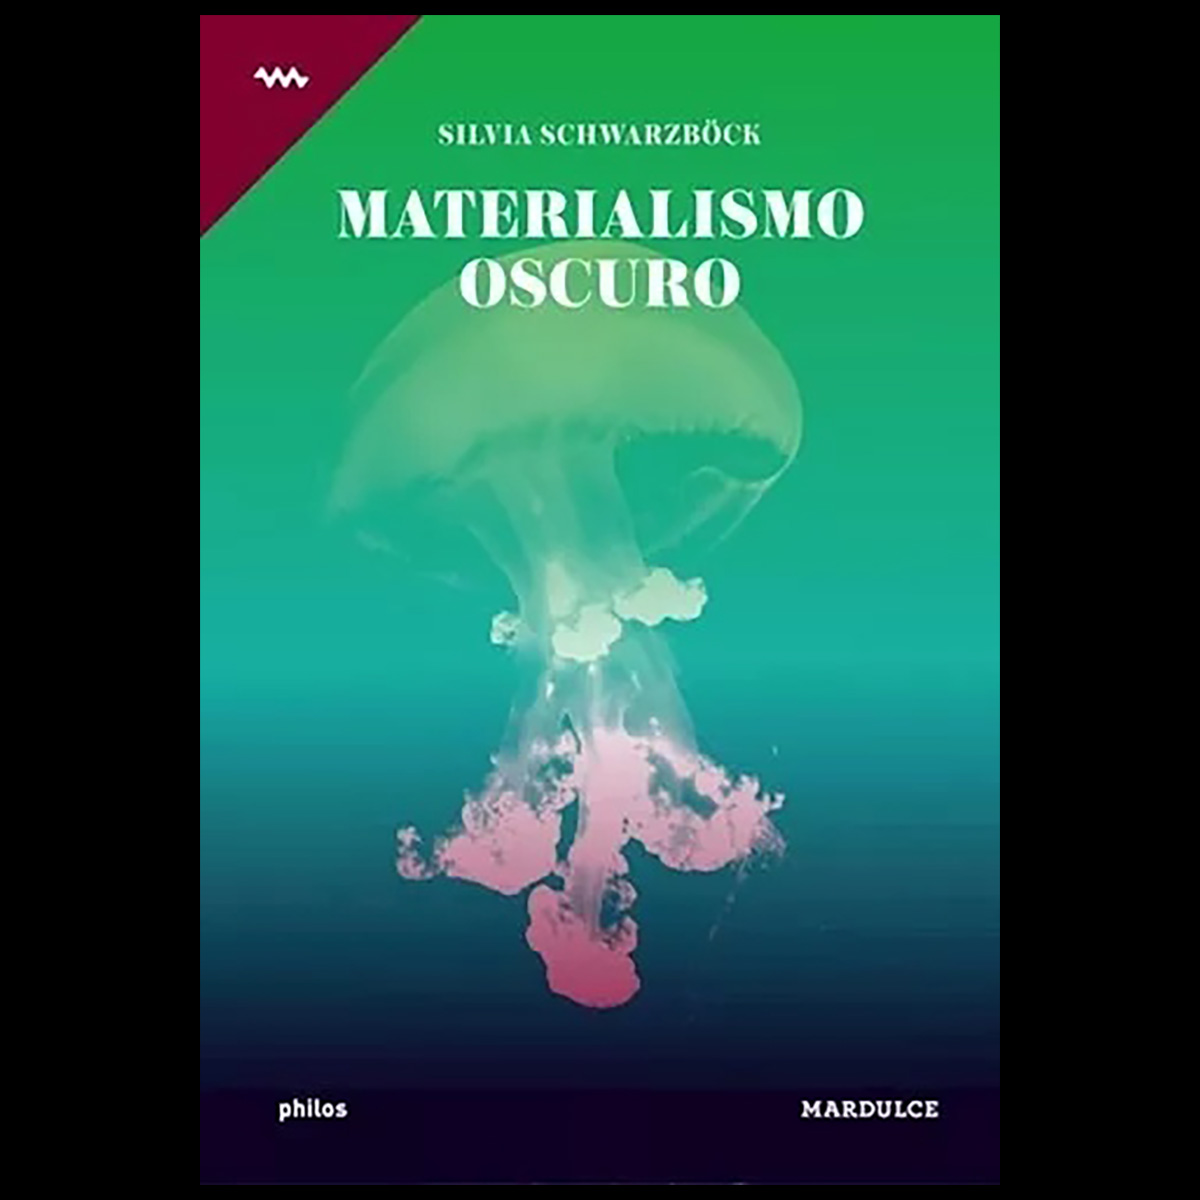 SILVIA SCHWARZBÖCK
MATERIALISMO
OSCURO
philos
MARDULCE